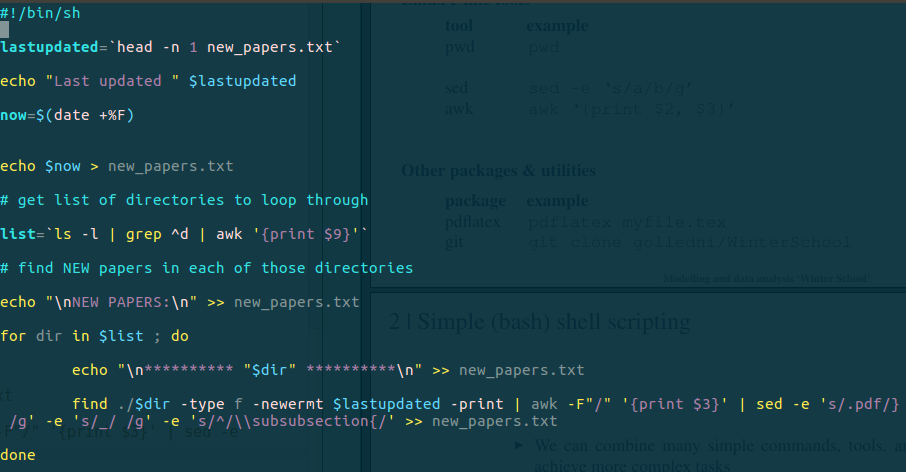 #!/bin/sh
lastupdated=`head -n 1 new_papers.txt`
echo "Last updated " $lastupdated
now=$(date +%F)
echo $now > new_papers.txt
# get list of directories to loop through
list=`ls -l | grep ^d | awk '{print $9}'`
# find NEW papers in each of those directories
echo "\nNEW PAPERS:\n" >> new_papers.txt
for dir in $list ; do
echo "\n********** "$dir" **********\n" >> new_papers.txt
find ./$dir -type f -newermt $lastupdated -print | awk -F"/" '{print $3}' | sed -e 's/.pdf/}
/g' -e 's/_/ /g' -e 's/^/\\subsubsection{/' >> new_papers.txt
done
tool example
pwd pwd
sed sed -e 's/a/b/g'
awk awk '{print $2, $3}'
Other packages & utilities
package example
pdflatex pdflatex myfile.tex
git git clone golledni/WinterSchool
Modelling and data analysis 'Winter School'
2 | Simple (bash) shell scripting
We can combine many simple commands, tools,
achieve more complex tasks